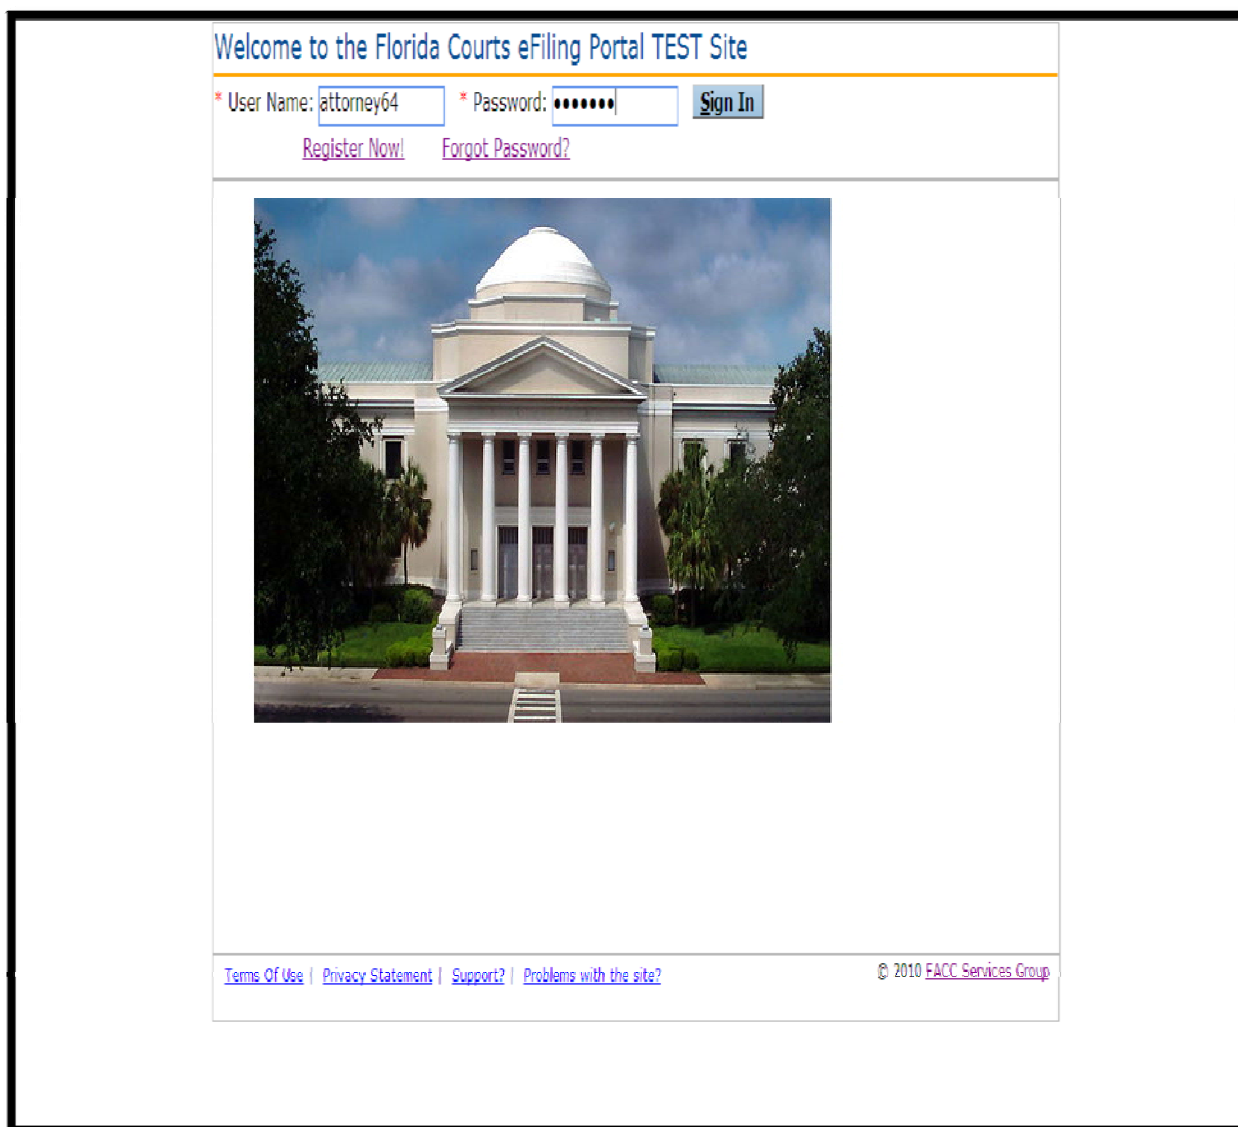 Welcome to the Florida Courts eFiling Portal TEST Site
* User Name: attorney64 * Password: ••••••• Sign In
Register Now! Forgot Password?
Terms Of Use | Privacy Statement | Support? | Problems with the site? © 2010 FACC Services Group